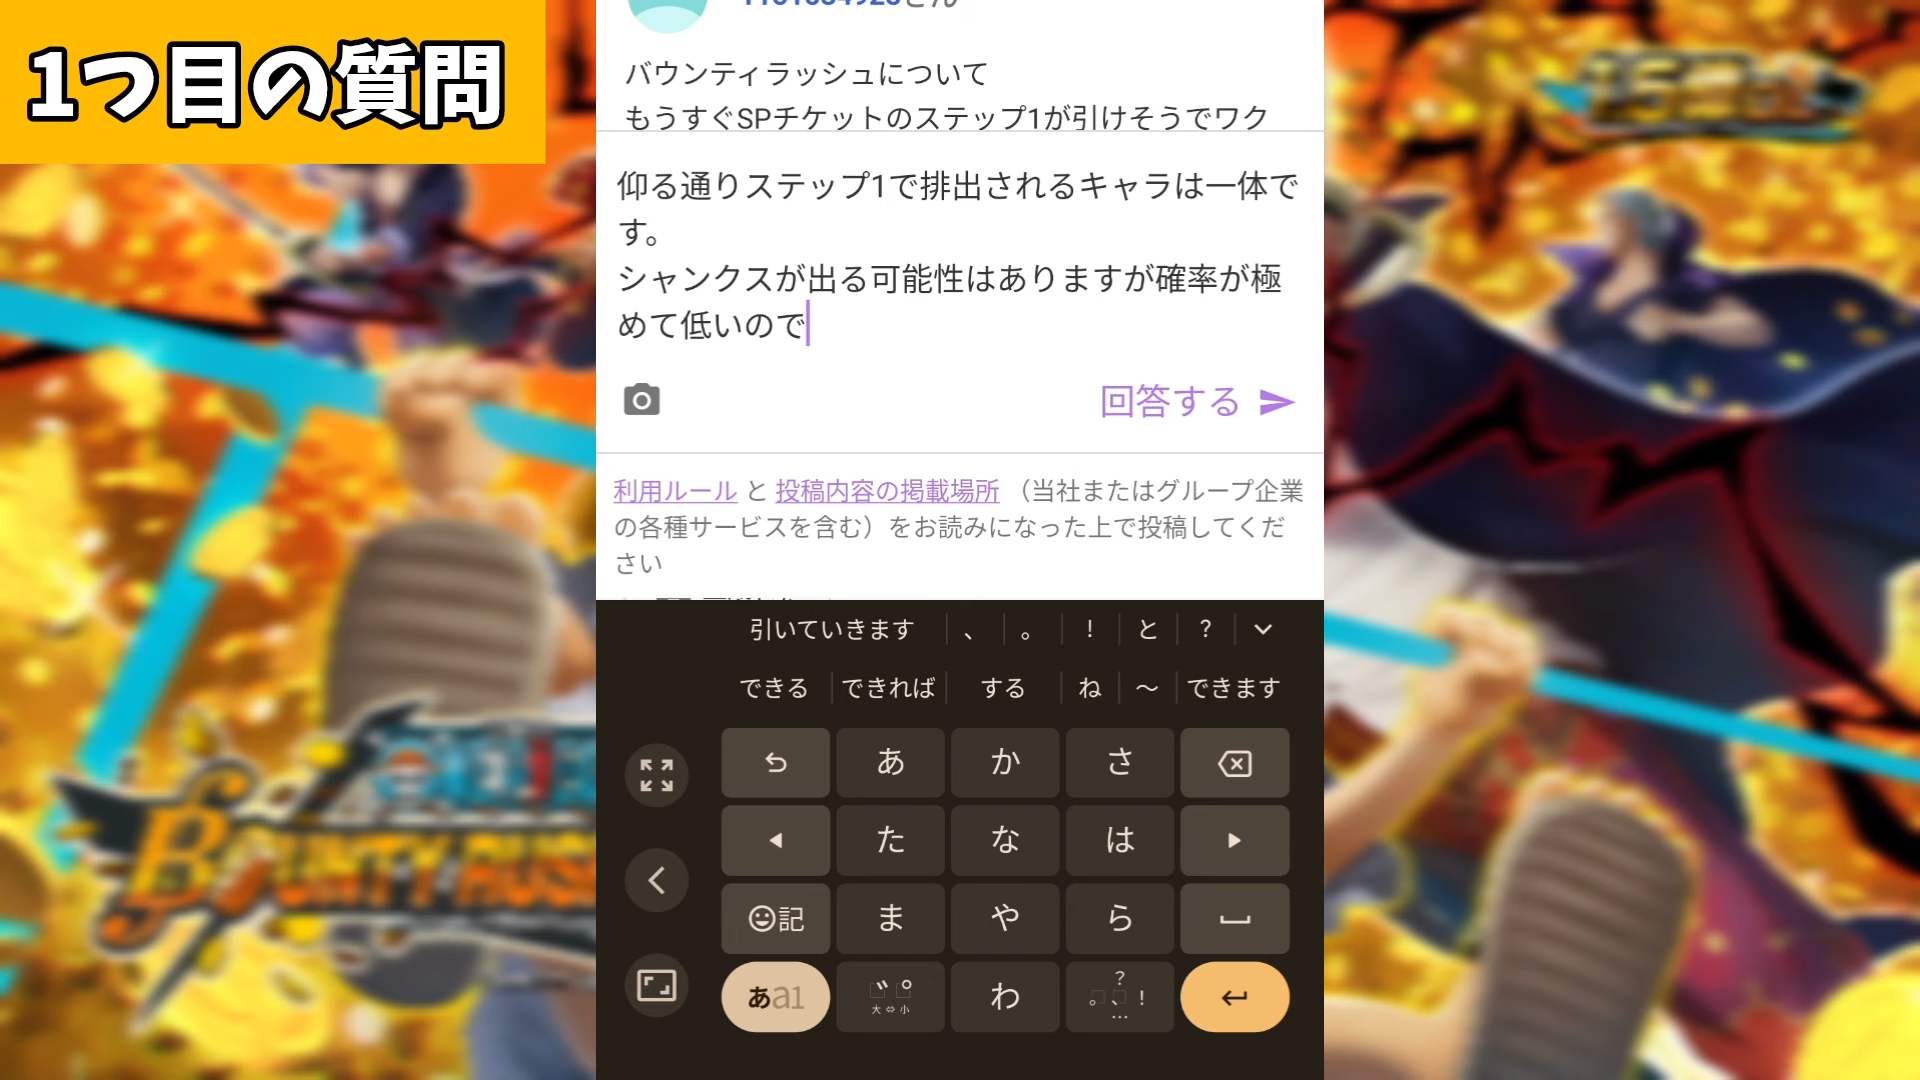 1つ目の質問
バウンティラッシュについて
もうすぐSPチケットのステップ1が引けそうでワク
仰る通りステップ1で排出されるキャラは一体で
す。
シャンクスが出る可能性はありますが確率が極
めて低いので
回答する
利用ルール と 投稿内容の掲載場所 （当社またはグループ企業
の各種サービスを含む）をお読みになった上で投稿してくだ
さい
引いていきます 、 。 ! と ?
できる できれば する ね 〜 できます
あ か さ
た な は
記 ま や ら
あa1 大⇔小 わ 。、?!…
BOUNTY RUSH